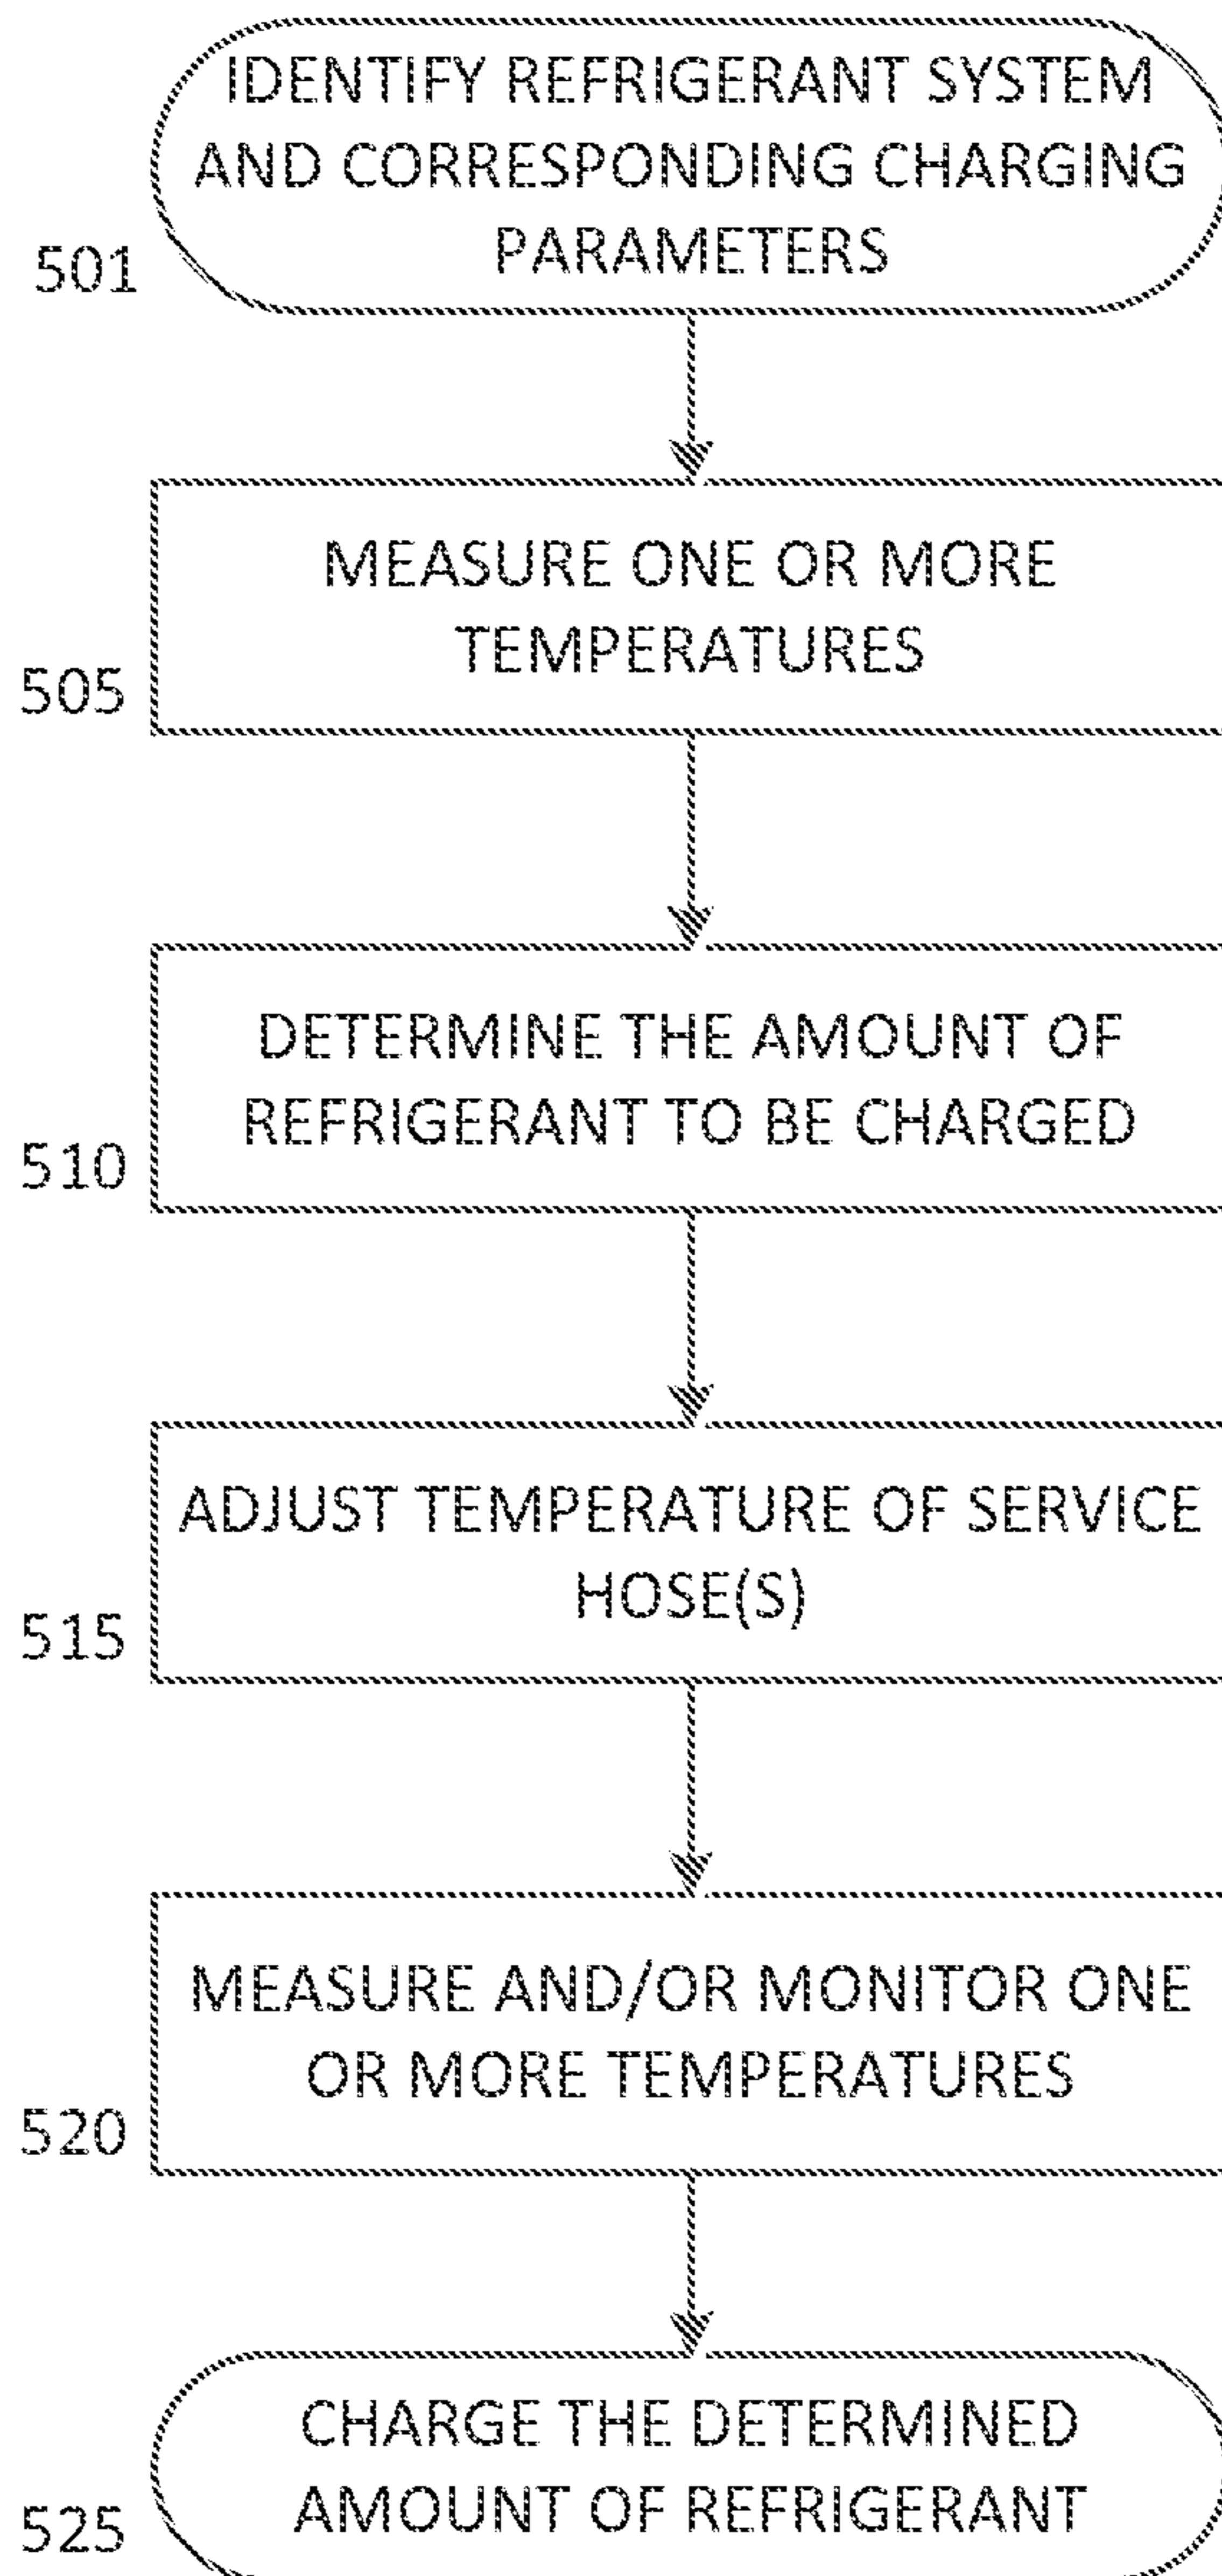 IDENTIFY REFRIGERANT SYSTEM
AND CORRESPONDING CHARGING
PARAMETERS
501
MEASURE ONE OR MORE
TEMPERATURES
505
DETERMINE THE AMOUNT OF
REFRIGERANT TO BE CHARGED
510
ADJUST TEMPERATURE OF SERVICE
HOSE(S)
515
MEASURE AND/OR MONITOR ONE
OR MORE TEMPERATURES
520
CHARGE THE DETERMINED
AMOUNT OF REFRIGERANT
525